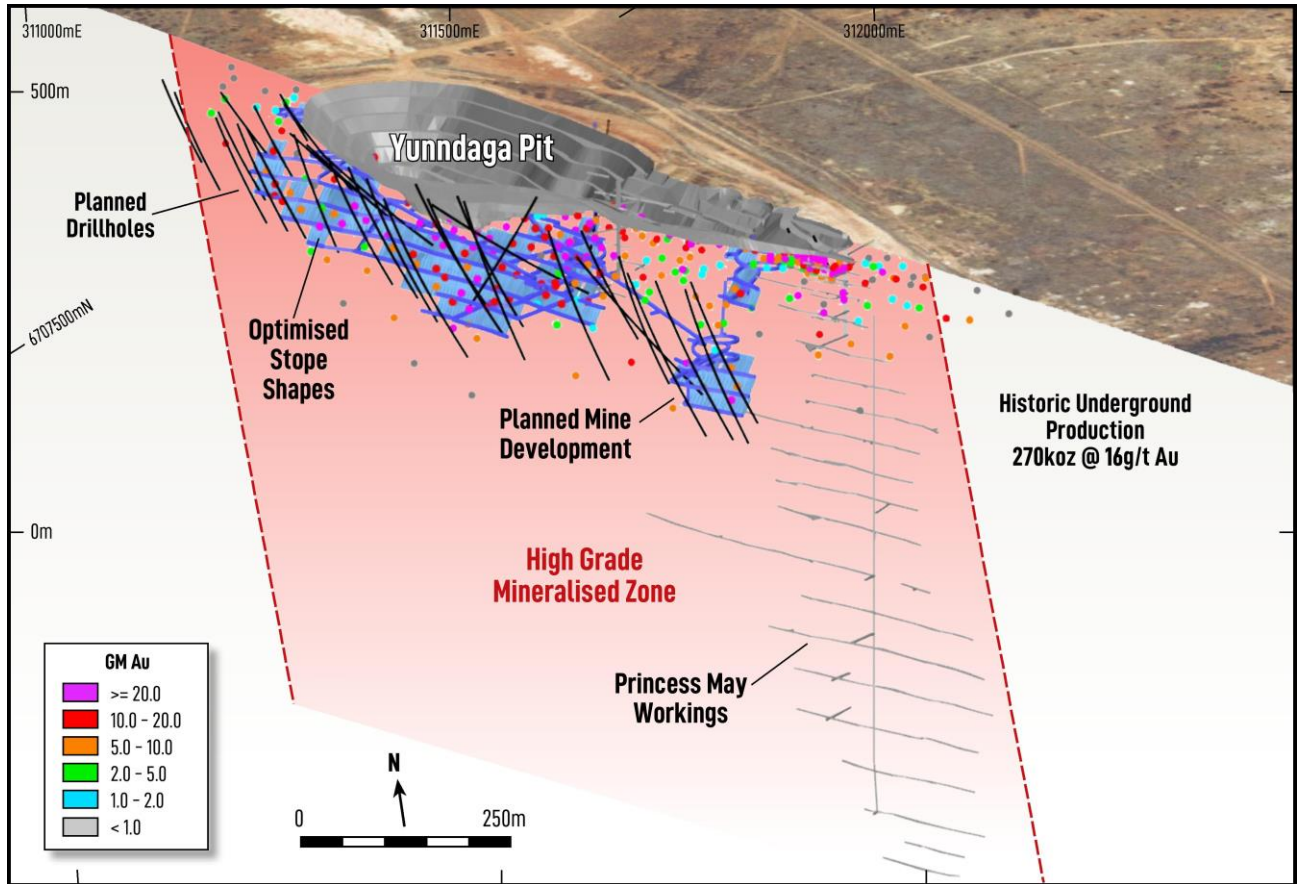 311000mE
311500mE
312000mE
500m
Yunndaga Pit
Planned
Drillholes
6707500mN
Optimised
Stope
Shapes
Planned Mine
Development
Historic Underground
Production
270koz @ 16g/t Au
0m
High Grade
Mineralised Zone
Princess May
Workings
GM Au
>= 20.0
10.0 - 20.0
5.0 - 10.0
2.0 - 5.0
1.0 - 2.0
< 1.0
N
0
250m